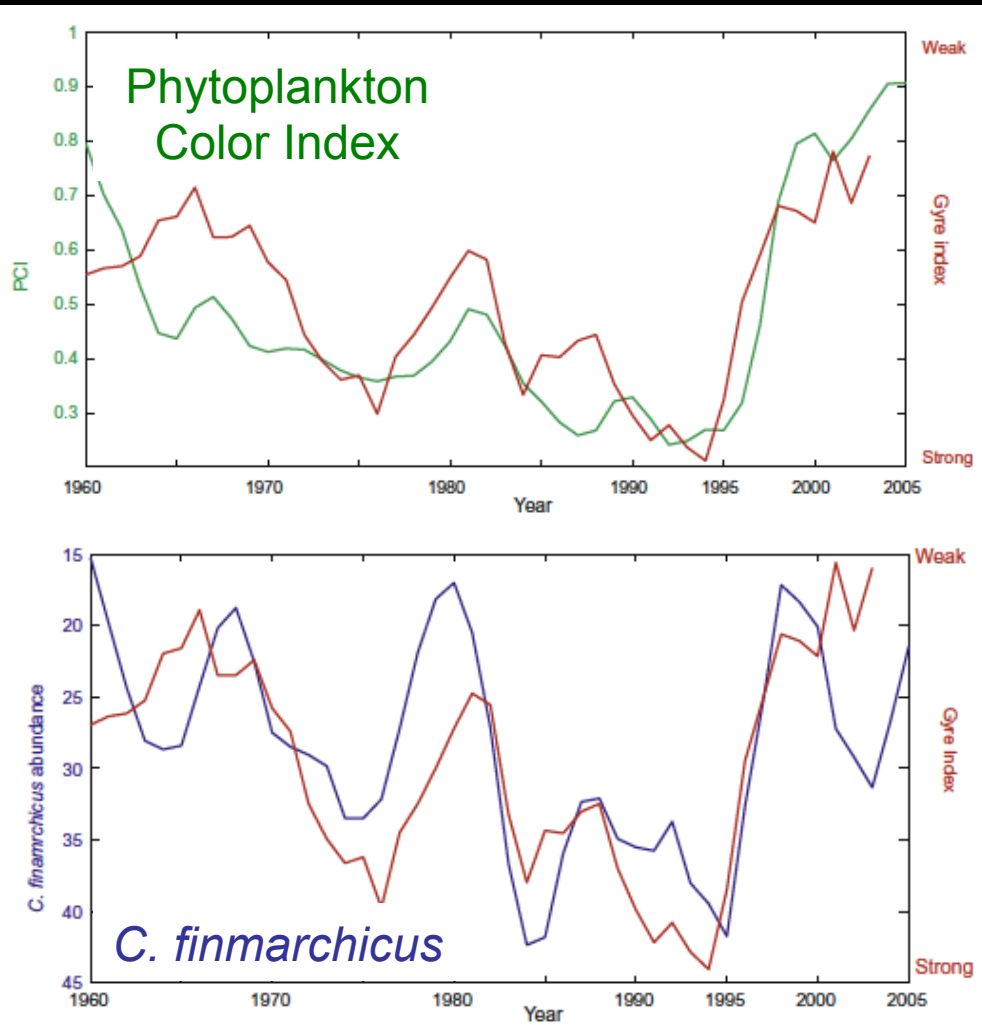 Phytoplankton
Color Index
1
0.9
0.8
0.7
0.6
0.5
0.4
0.3
PCI
Weak
Gyre index
Strong
1960 1970 1980 1990 1995 2000 2005
Year
15
20
25
30
35
40
45
C. finamrchicus abundance
C. finmarchicus
Weak
Gyre Index
Strong
1960 1970 1980 1990 1995 2000 2005
Year